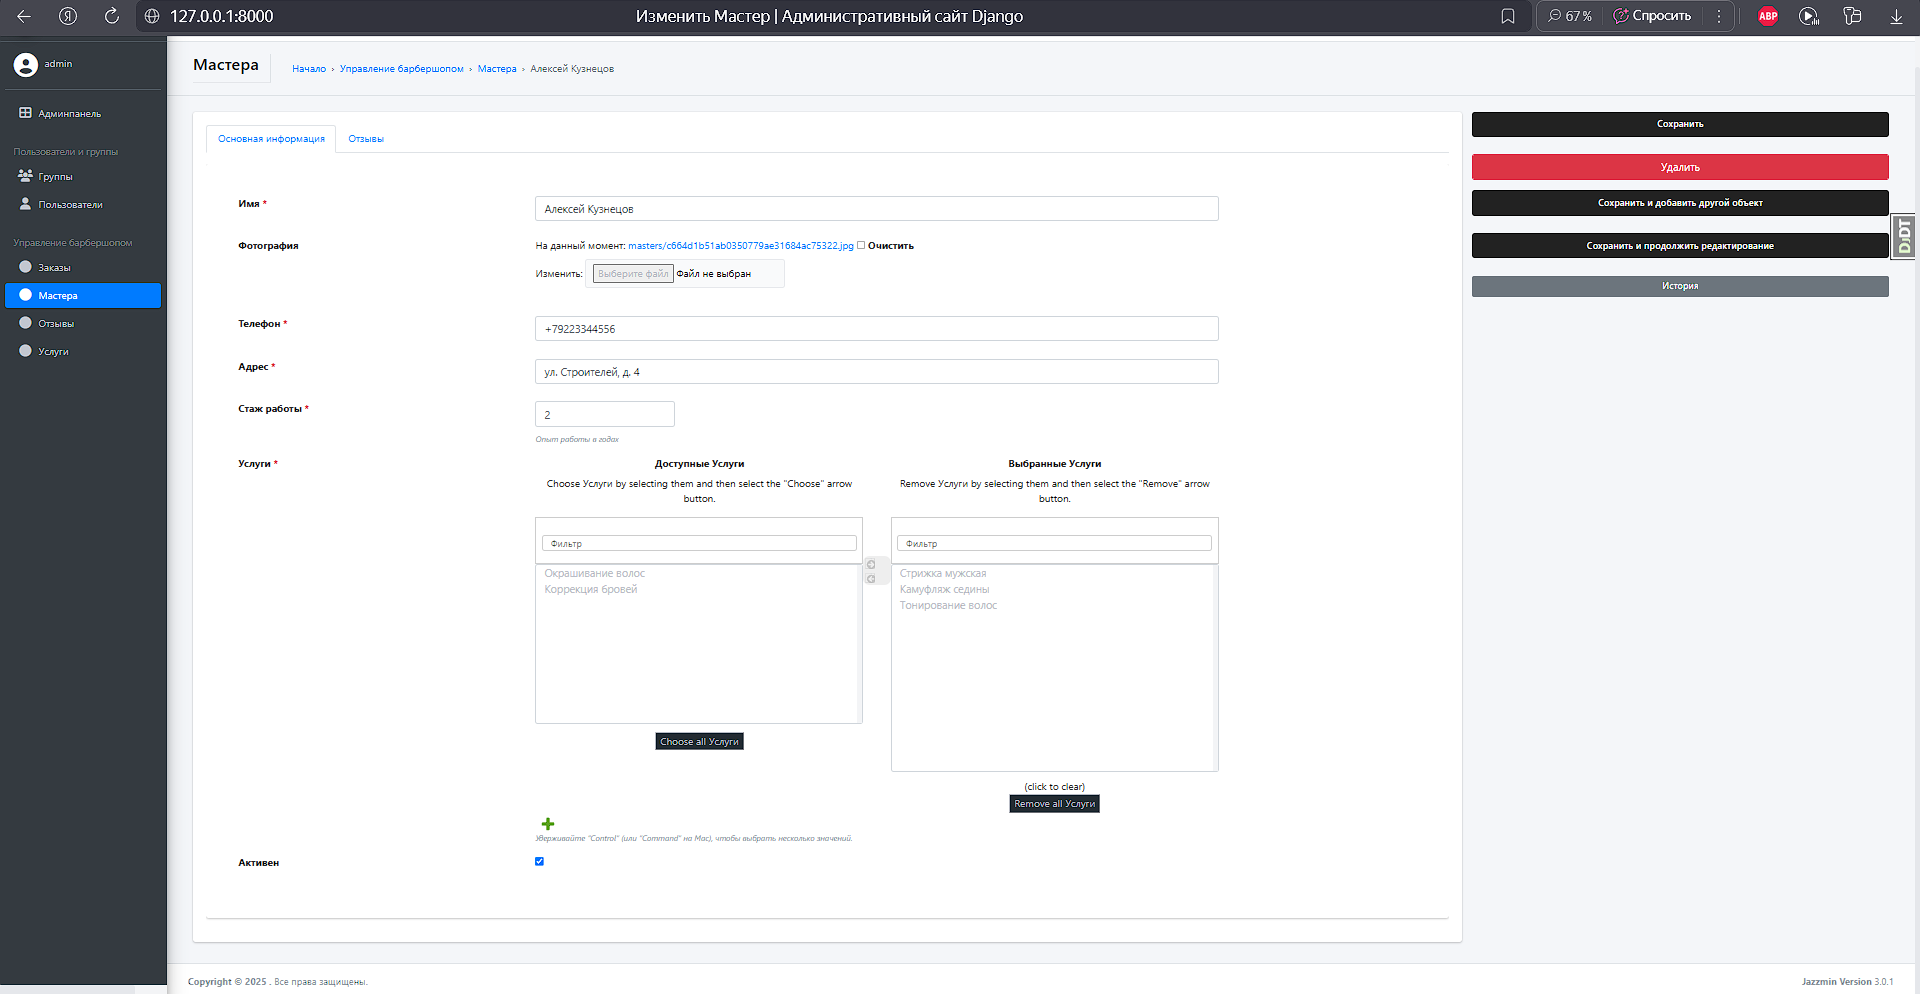 127.0.0.1:8000
Изменить Мастер | Административный сайт Django
67 %
Спросить
ABP
admin
Админпанель
Пользователи и группы
Группы
Пользователи
Управление барбершопом
Заказы
Мастера
Отзывы
Услуги
Мастера
Начало › Управление барбершопом › Мастера › Алексей Кузнецов
Основная информация
Отзывы
Имя *
Алексей Кузнецов
Фотография
На данный момент: masters/c664d1b51ab0350779ae31684ac75322.jpg Очистить
Изменить: Выберите файл Файл не выбран
Телефон *
+79223344556
Адрес *
ул. Строителей, д. 4
Стаж работы *
2
Опыт работы в годах
Услуги *
Доступные Услуги
Choose Услуги by selecting them and then select the "Choose" arrow
button.
Фильтр
Окрашивание волос
Коррекция бровей
Choose all Услуги
Выбранные Услуги
Remove Услуги by selecting them and then select the "Remove" arrow
button.
Фильтр
Стрижка мужская
Камуфляж седины
Тонирование волос
(click to clear)
Remove all Услуги
Удерживайте "Control" (или "Command" на Mac), чтобы выбрать несколько значений.
Активен
Сохранить
Удалить
Сохранить и добавить другой объект
Сохранить и продолжить редактирование
История
DJDT
Copyright © 2025 . Все права защищены.
Jazzmin Version 3.0.1